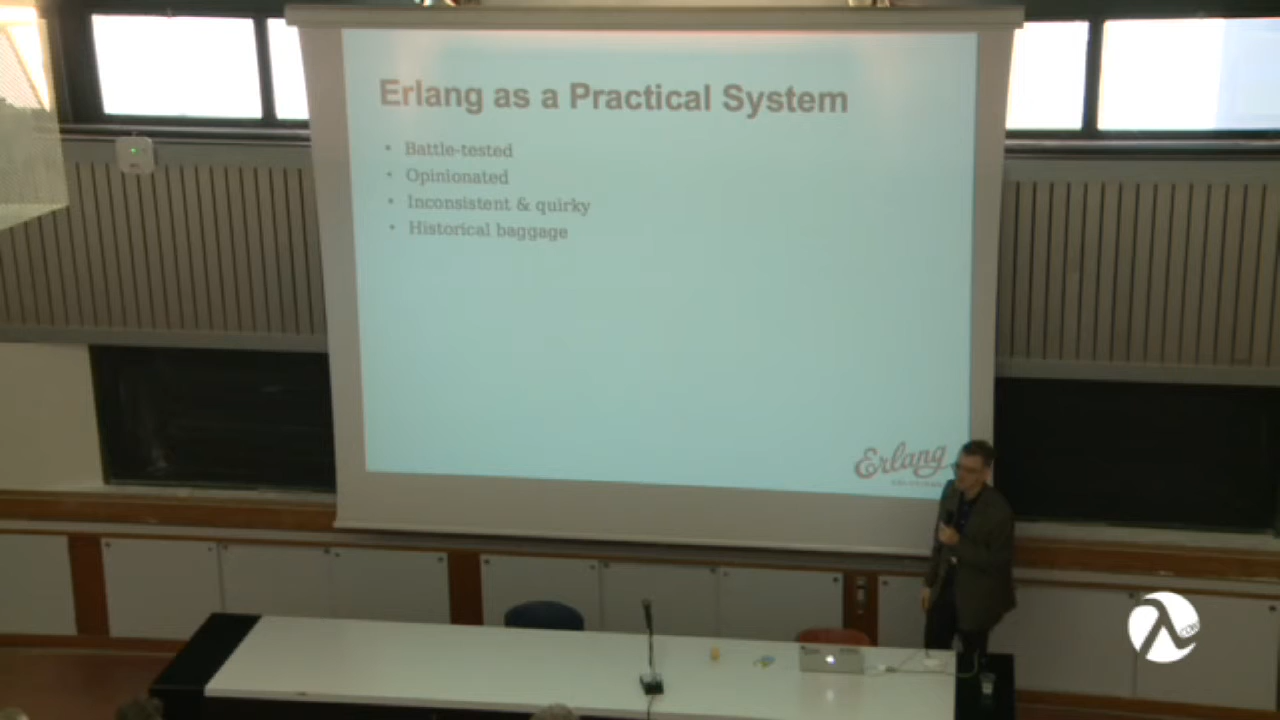 Erlang as a Practical System
• Battle-tested
• Opinionated
• Inconsistent & quirky
• Historical baggage
Erlang
λ